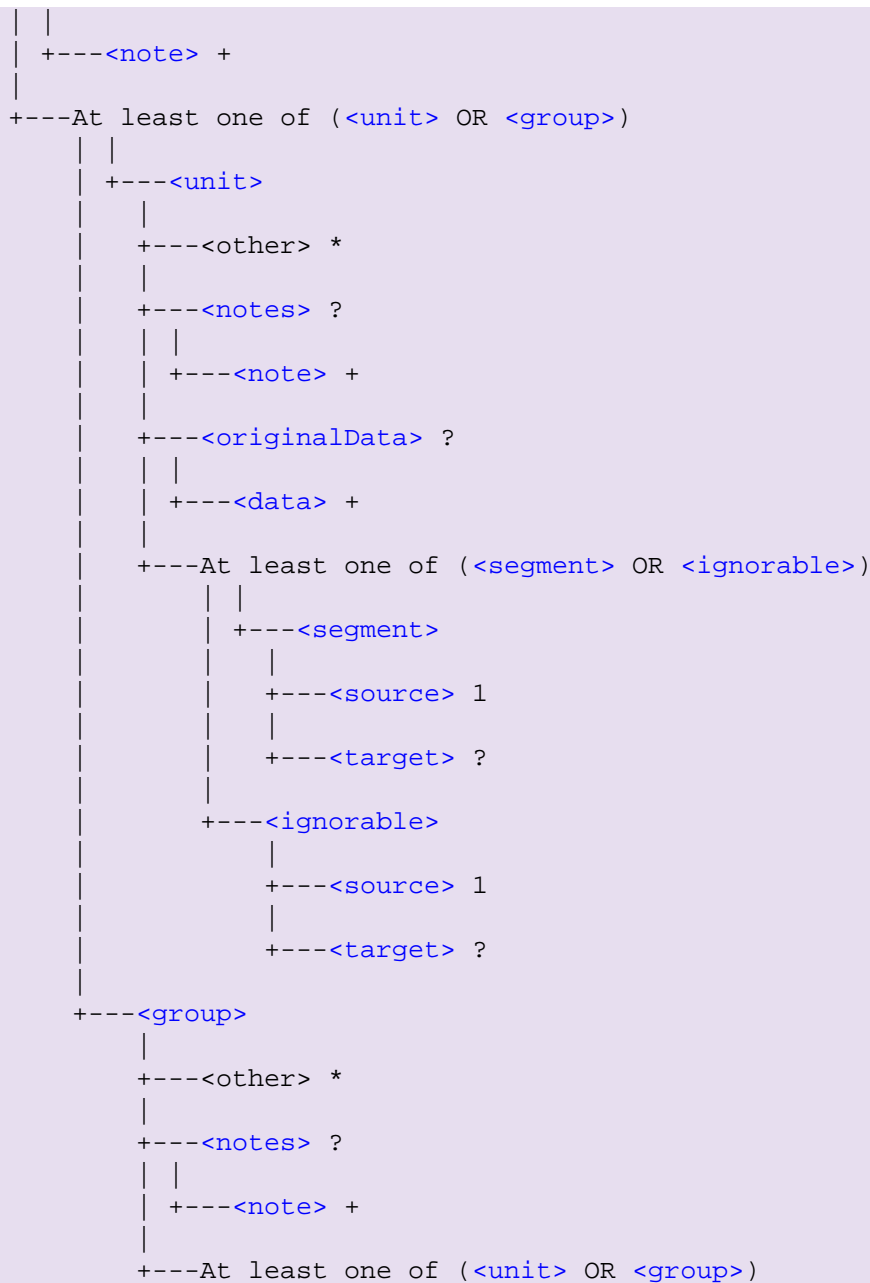 | |
| +---<note> +
|
+---At least one of (<unit> OR <group>)
    | |
    | +---<unit>
    |   |
    |   +---<other> *
    |   |
    |   +---<notes> ?
    |   | |
    |   | +---<note> +
    |   |
    |   +---<originalData> ?
    |   | |
    |   | +---<data> +
    |   |
    |   +---At least one of (<segment> OR <ignorable>)
    |       | |
    |       | +---<segment>
    |       |   |
    |       |   +---<source> 1
    |       |   |
    |       |   +---<target> ?
    |       |
    |       +---<ignorable>
    |           |
    |           +---<source> 1
    |           |
    |           +---<target> ?
    |
    +---<group>
        |
        +---<other> *
        |
        +---<notes> ?
        | |
        | +---<note> +
        |
        +---At least one of (<unit> OR <group>)